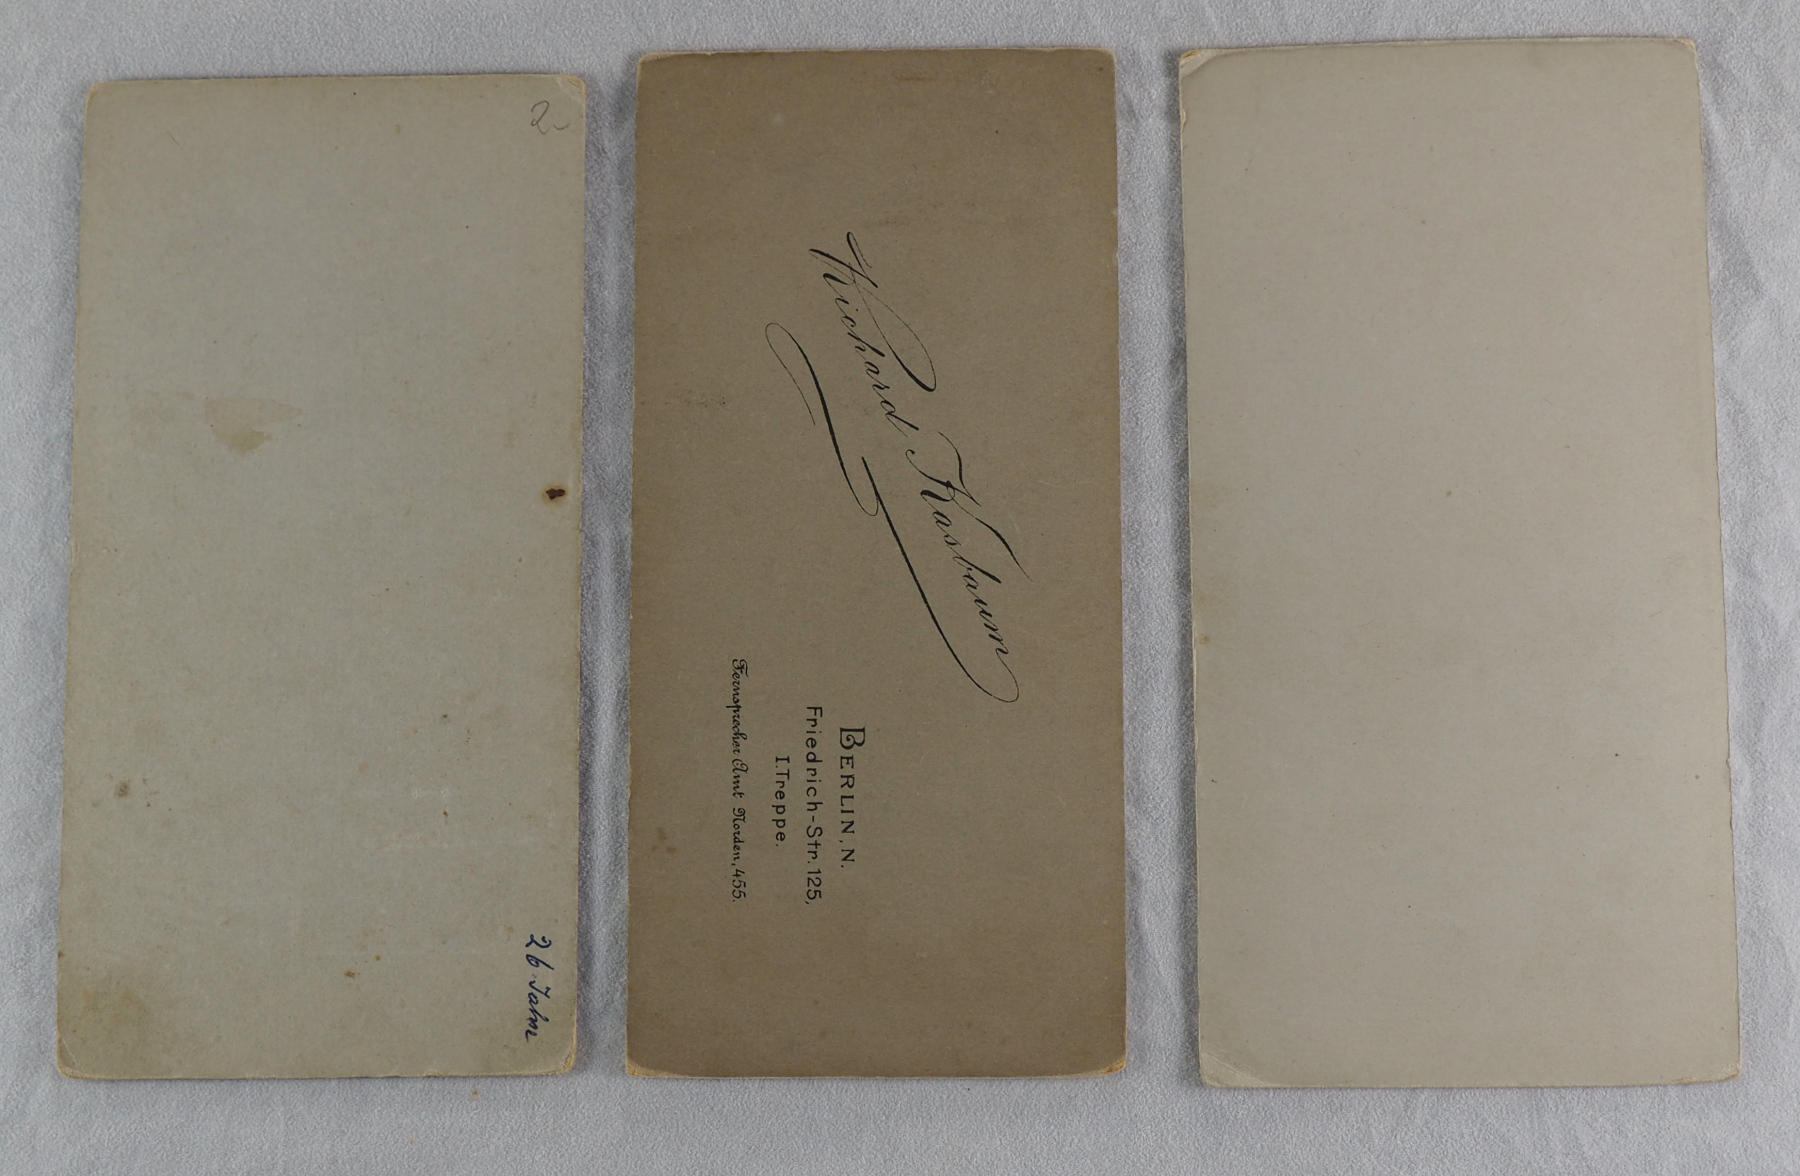 2
26 Jahre
Richard Kasbaum
BERLIN, N.
Friedrich-Str. 125,
I. Treppe.
Fernsprecher Amt Norden, 455.